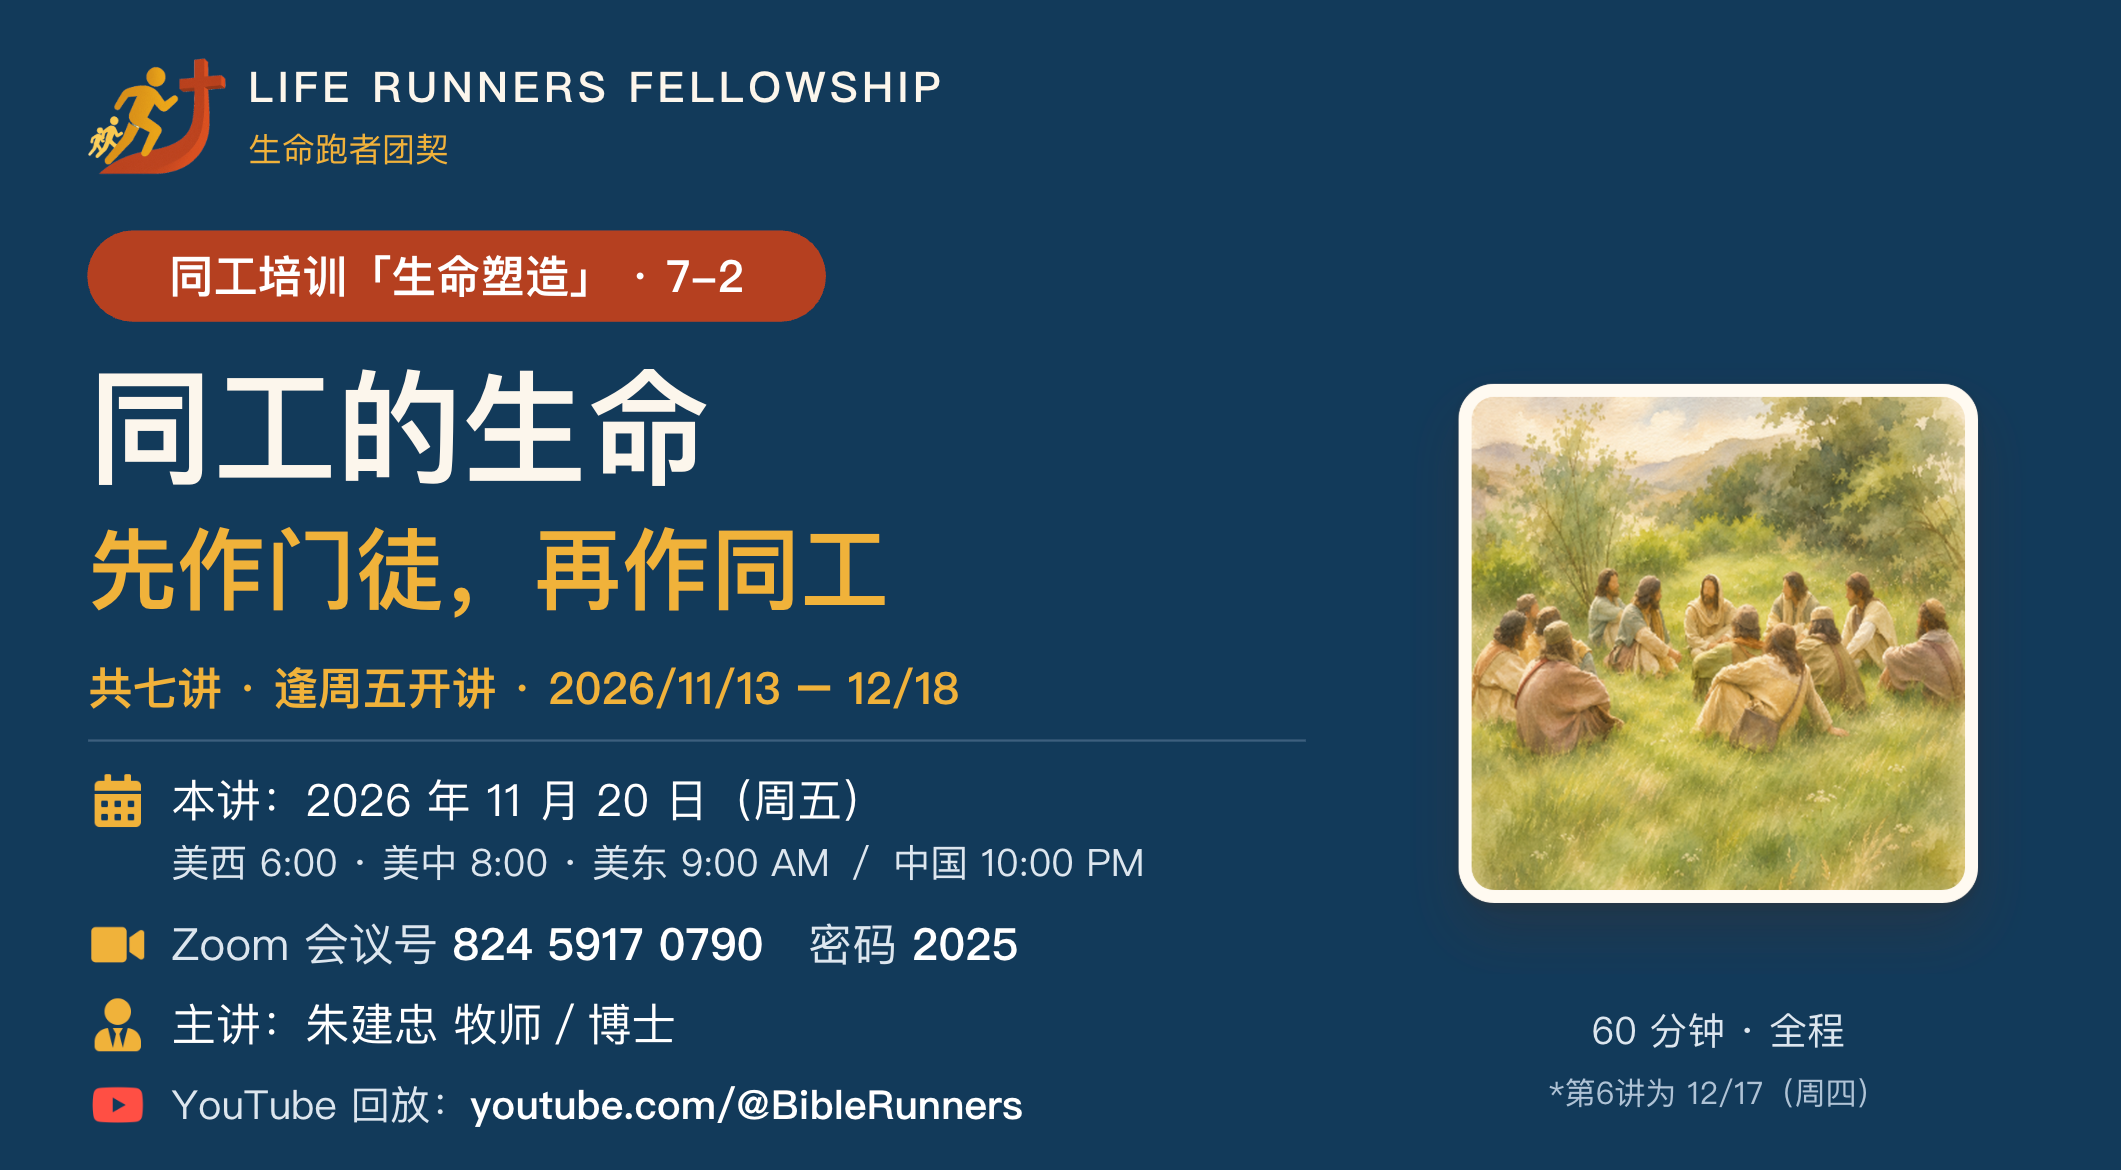 LIFE RUNNERS FELLOWSHIP
生命跑者团契
同工培训「生命塑造」 · 7–2
同工的生命
先作门徒，再作同工
共七讲 · 逢周五开讲 · 2026/11/13 — 12/18
本讲：2026 年 11 月 20 日（周五）
美西 6:00 · 美中 8:00 · 美东 9:00 AM / 中国 10:00 PM
Zoom 会议号 824 5917 0790 密码 2025
主讲：朱建忠 牧师 / 博士
YouTube 回放：youtube.com/@BibleRunners
60 分钟 · 全程
*第6讲为 12/17（周四）